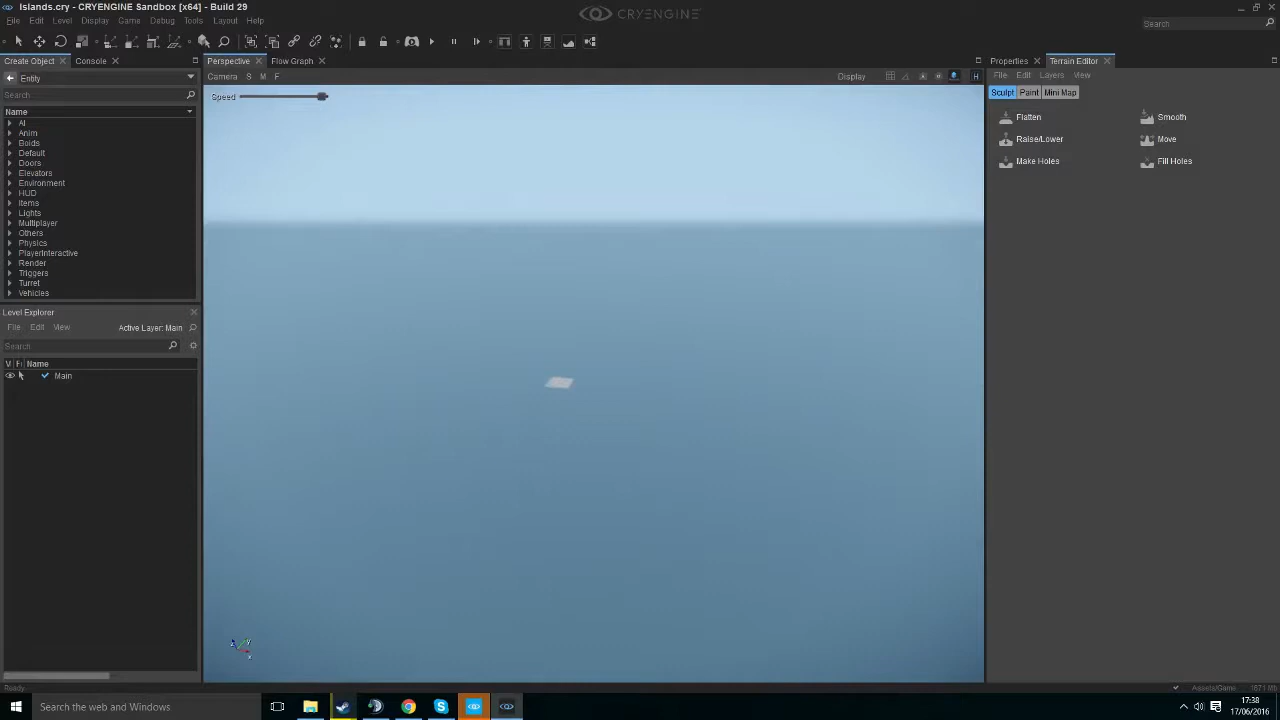 Islands.cry - CRYENGINE Sandbox [x64] - Build 29
CRYENGINE
File Edit Level Display Game Debug Tools Layout Help
Search
Create Object
Console
Perspective
Flow Graph
Properties
Terrain Editor
Entity
Camera S M F
Display
H
File Edit Layers View
Search
Speed
Sculpt Paint Mini Map
Name
AI
Anim
Boids
Default
Doors
Elevators
Environment
HUD
Items
Lights
Multiplayer
Others
Physics
PlayerInteractive
Render
Triggers
Turret
Vehicles
Flatten
Smooth
Raise/Lower
Move
Make Holes
Fill Holes
Level Explorer
File Edit View
Active Layer: Main
Search
Name
Main
Ready
Assets/Game
1671 Mb
Search the web and Windows
17:38
17/06/2016